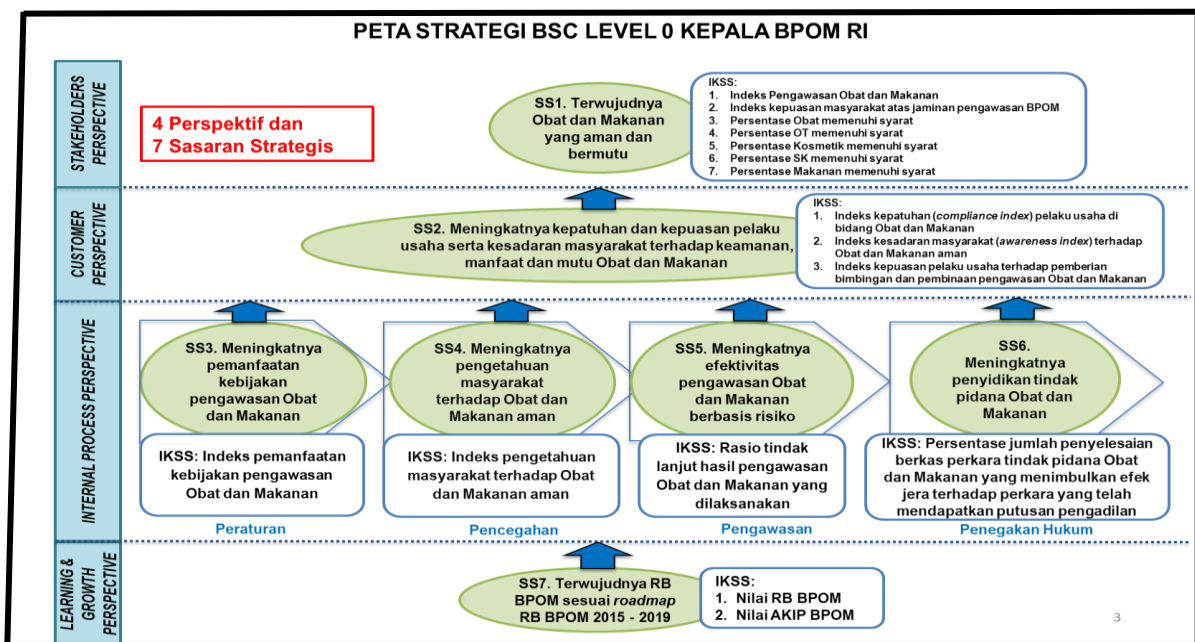 PETA STRATEGI BSC LEVEL 0 KEPALA BPOM RI
STAKEHOLDERS
PERSPECTIVE
4 Perspektif dan
7 Sasaran Strategis
SS1. Terwujudnya
Obat dan Makanan
yang aman dan
bermutu
IKSS:
1. Indeks Pengawasan Obat dan Makanan
2. Indeks kepuasan masyarakat atas jaminan pengawasan BPOM
3. Persentase Obat memenuhi syarat
4. Persentase OT memenuhi syarat
5. Persentase Kosmetik memenuhi syarat
6. Persentase SK memenuhi syarat
7. Persentase Makanan memenuhi syarat
CUSTOMER
PERSPECTIVE
SS2. Meningkatnya kepatuhan dan kepuasan pelaku
usaha serta kesadaran masyarakat terhadap keamanan,
manfaat dan mutu Obat dan Makanan
IKSS:
1. Indeks kepatuhan (compliance index) pelaku usaha di
bidang Obat dan Makanan
2. Indeks kesadaran masyarakat (awareness index) terhadap
Obat dan Makanan aman
3. Indeks kepuasan pelaku usaha terhadap pemberian
bimbingan dan pembinaan pengawasan Obat dan Makanan
INTERNAL PROCESS PERSPECTIVE
SS3. Meningkatnya
pemanfaatan
kebijakan
pengawasan Obat
dan Makanan
IKSS: Indeks pemanfaatan
kebijakan pengawasan
Obat dan Makanan
Peraturan
SS4. Meningkatnya
pengetahuan
masyarakat
terhadap Obat dan
Makanan aman
IKSS: Indeks pengetahuan
masyarakat terhadap Obat
dan Makanan aman
Pencegahan
SS5. Meningkatnya
efektivitas
pengawasan Obat
dan Makanan
berbasis risiko
IKSS: Rasio tindak
lanjut hasil pengawasan
Obat dan Makanan yang
dilaksanakan
Pengawasan
SS6.
Meningkatnya
penyidikan tindak
pidana Obat dan
Makanan
IKSS: Persentase jumlah penyelesaian
berkas perkara tindak pidana Obat
dan Makanan yang menimbulkan efek
jera terhadap perkara yang telah
mendapatkan putusan pengadilan
Penegakan Hukum
LEARNING &
GROWTH
PERSPECTIVE
SS7. Terwujudnya RB
BPOM sesuai roadmap
RB BPOM 2015 - 2019
IKSS:
1. Nilai RB BPOM
2. Nilai AKIP BPOM
3